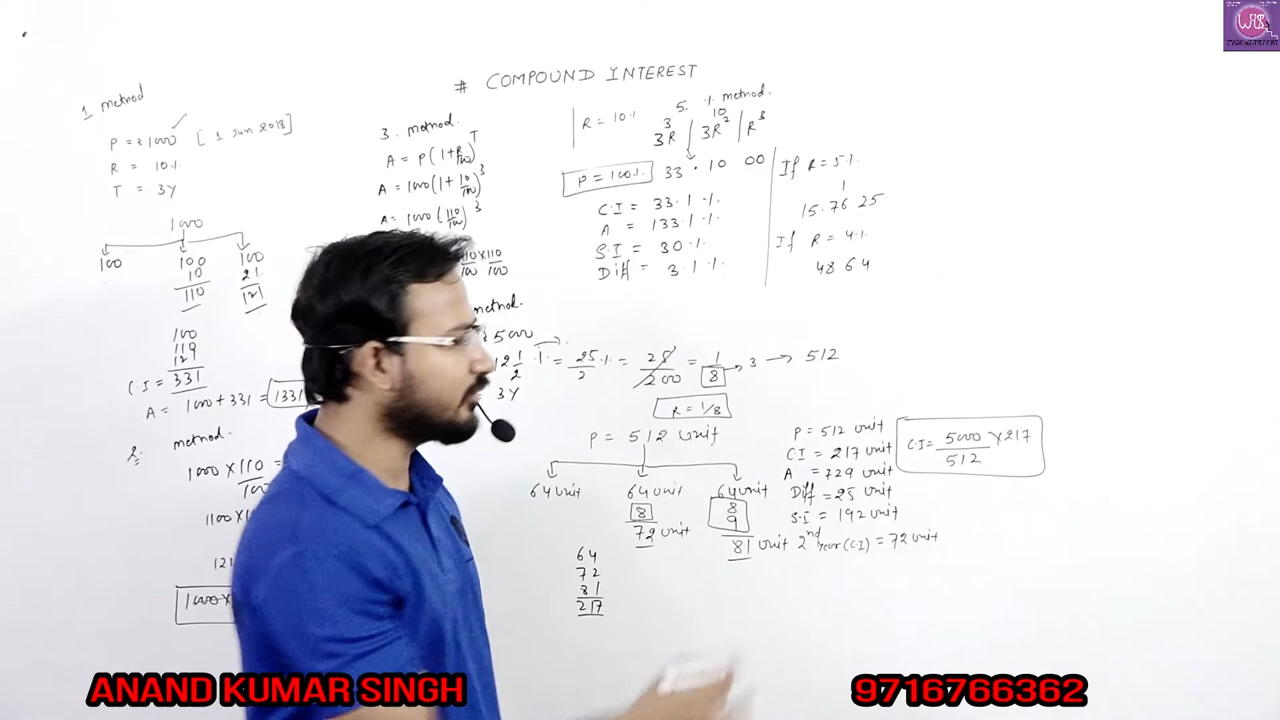 # COMPOUND INTEREST
1 method
P = ₹1000 [1 Jan 2018]
R = 10%
T = 3Y
1000
100 100 100
10 21
110 121
100
119
129
C.I = 331
A = 1000 + 331 = 1331
2 method
1000 × 110
100
1100 ×
121
1000 ×
3. method
A = P(1+R/100)^T
A = 1000(1+10/100)^3
A = 1000(110/100)^3
110×110
100 100
method.
5000
12 1/2 % = 25/2 % = 25/200 = 1/8 → 3 → 512
3Y
R = 1/8
P = 512 unit
64 unit 64 unit 64 unit
8 8
72 unit 9
81 unit
64
72
81
217
R = 10%
5. % method.
3 10
3R | 3R² | R³
P = 100% 33.10 00
C.I = 33.1 %
A = 133.1 %
S.I = 30 %
Diff = 3.1 %
If R = 5%
1
15.76 25
If R = 4%
48 64
P = 512 unit
CI = 217 unit
A = 729 unit
Diff = 25 unit
S.I = 192 unit
2nd year (C.I) = 72 unit
C.I = 5000 × 217
512
ANAND KUMAR SINGH
9716766362